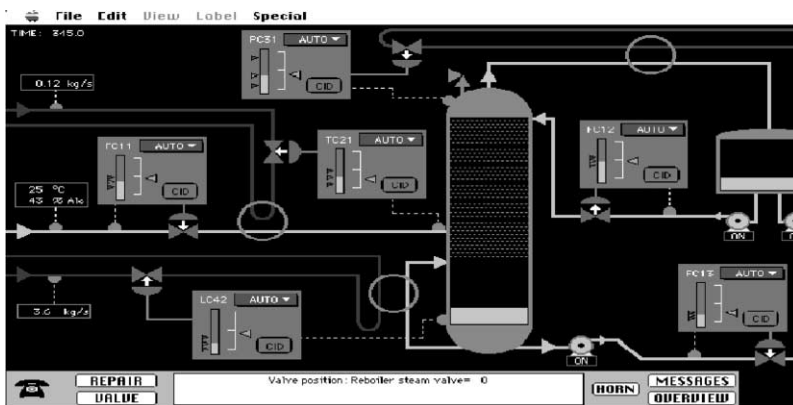 File Edit View Label Special
TIME: 345.0
PC31 AUTO
CID
0.12 kg/s
FC11 AUTO
CID
TC21 AUTO
CID
FC12 AUTO
CID
25 °C
43 % Alc
ON
ON
3.6 kg/s
LC42 AUTO
CID
FC13 AUTO
CID
ON
REPAIR
VALVE
Valve position: Reboiler steam valve= 0
HORN
MESSAGES
OVERVIEW